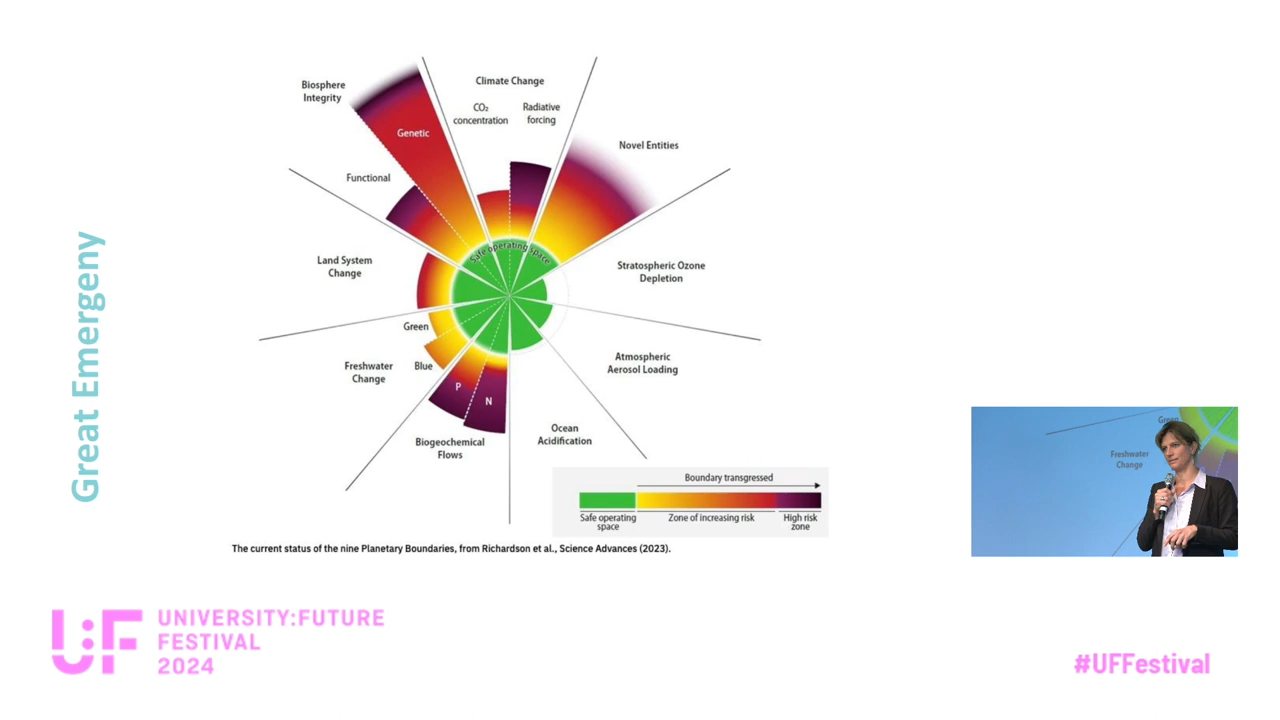 Great Emergeny
Biosphere
Integrity
Climate Change
CO₂
concentration
Radiative
forcing
Genetic
Novel Entities
Functional
Safe operating space
Land System
Change
Stratospheric Ozone
Depletion
Green
Freshwater
Change
Blue
Atmospheric
Aerosol Loading
P
N
Biogeochemical
Flows
Ocean
Acidification
Boundary transgressed
Safe operating
space
Zone of increasing risk
High risk
zone
The current status of the nine Planetary Boundaries, from Richardson et al., Science Advances (2023).
Green
Freshwater
Change
U:F
UNIVERSITY:FUTURE
FESTIVAL
2024
#UFFestival